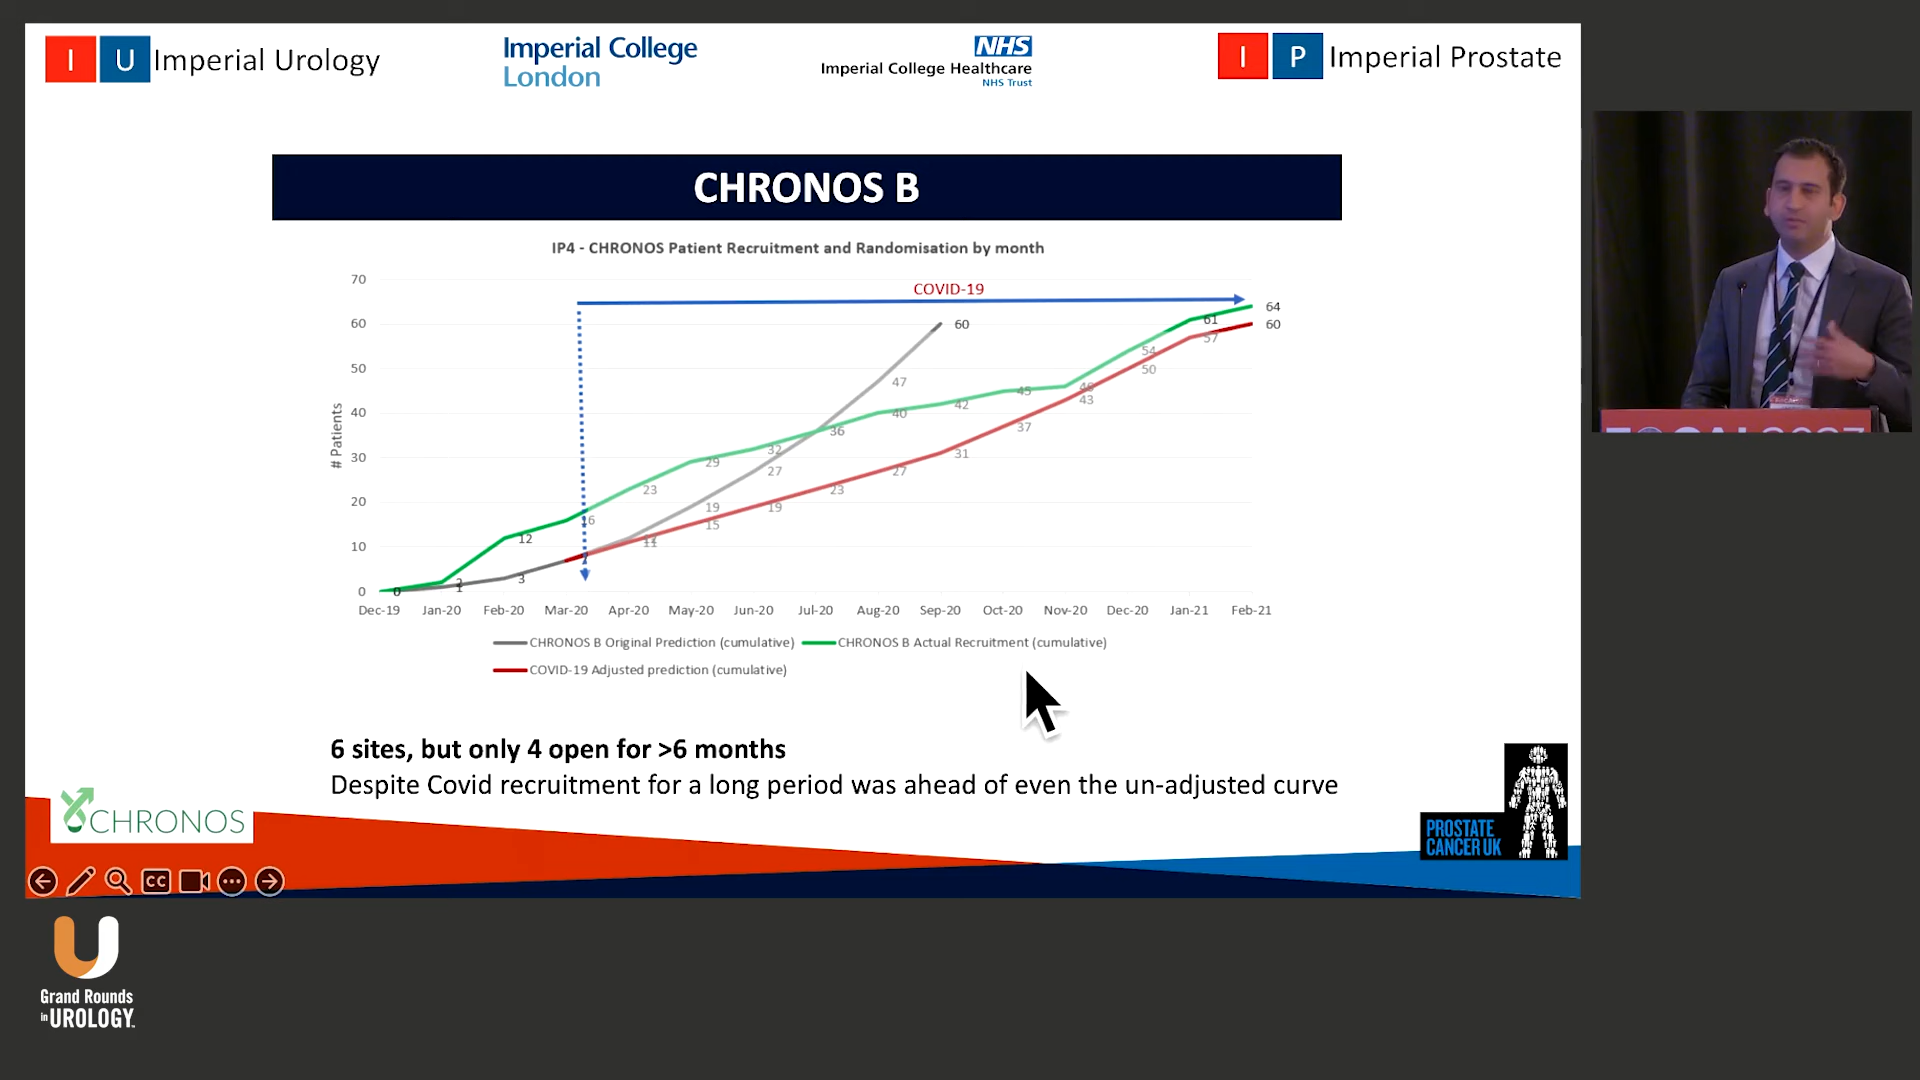 I U Imperial Urology
Imperial College
London
NHS
Imperial College Healthcare
NHS Trust
I P Imperial Prostate
CHRONOS B
IP4 - CHRONOS Patient Recruitment and Randomisation by month
COVID-19
# Patients
70
60
50
40
30
20
10
0
0
2
1
12
3
16
7
23
11
29
19
15
32
27
19
36
23
47
40
27
60
42
31
45
37
46
43
54
50
61
57
64
60
Dec-19 Jan-20 Feb-20 Mar-20 Apr-20 May-20 Jun-20 Jul-20 Aug-20 Sep-20 Oct-20 Nov-20 Dec-20 Jan-21 Feb-21
CHRONOS B Original Prediction (cumulative) CHRONOS B Actual Recruitment (cumulative)
COVID-19 Adjusted prediction (cumulative)
6 sites, but only 4 open for >6 months
Despite Covid recruitment for a long period was ahead of even the un-adjusted curve
CHRONOS
PROSTATE
CANCER UK
CC
Grand Rounds
in UROLOGY